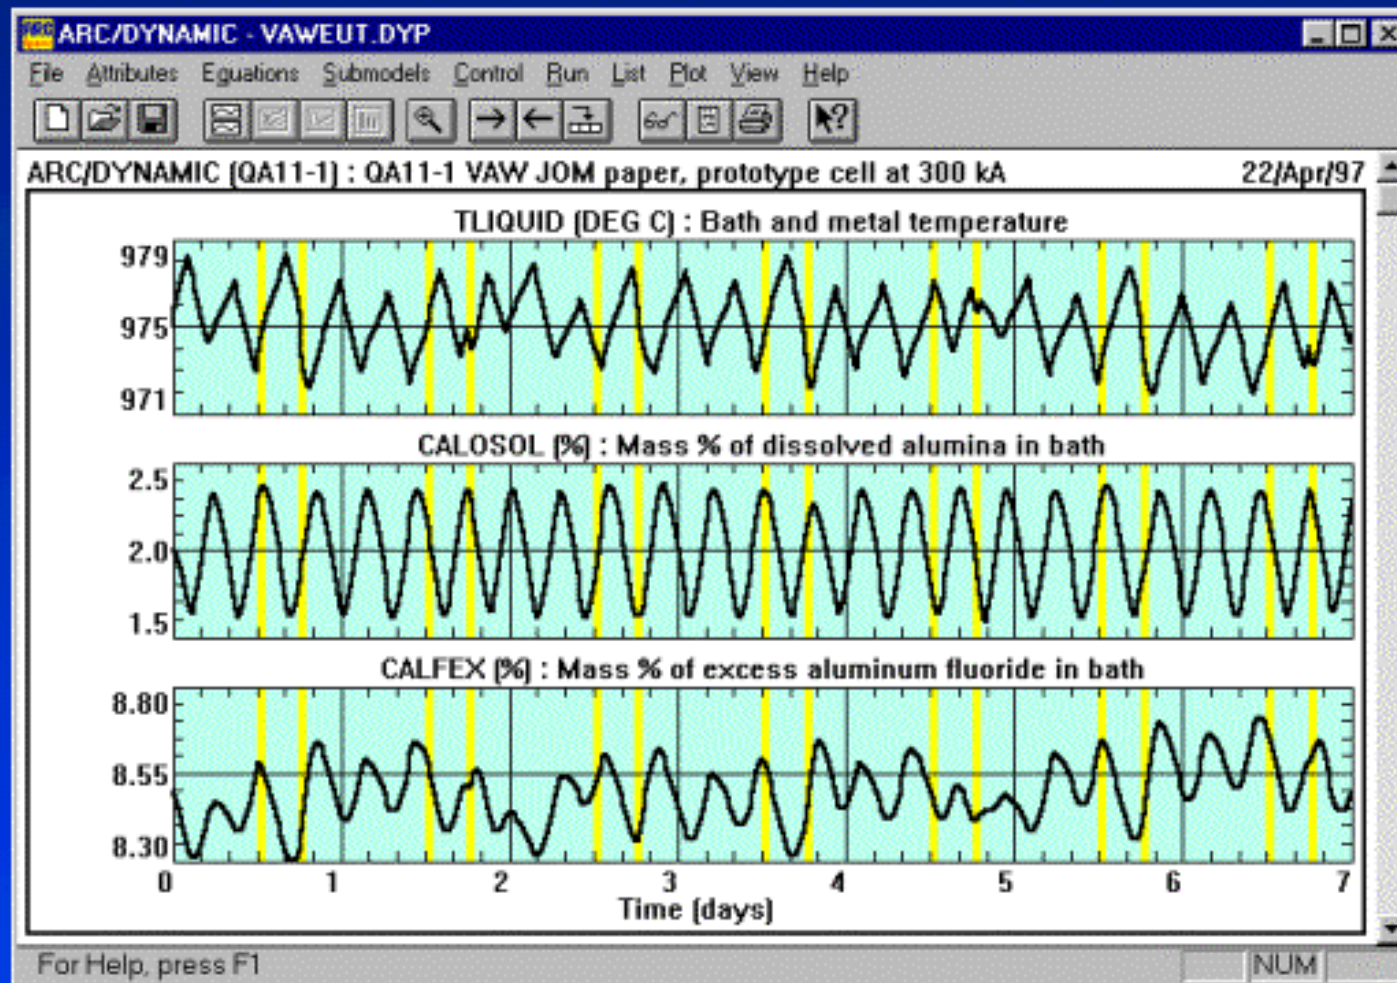 ARC/DYNAMIC - VAWEUT.DYP
File Attributes Equations Submodels Control Run List Plot View Help
ARC/DYNAMIC (QA11-1) : QA11-1 VAW JOM paper, prototype cell at 300 kA 22/Apr/97
TLIQUID (DEG C) : Bath and metal temperature
979
975
971
CALOSOL (%) : Mass % of dissolved alumina in bath
2.5
2.0
1.5
CALFEX (%) : Mass % of excess aluminum fluoride in bath
8.80
8.55
8.30
0 1 2 3 4 5 6 7
Time (days)
For Help, press F1 NUM